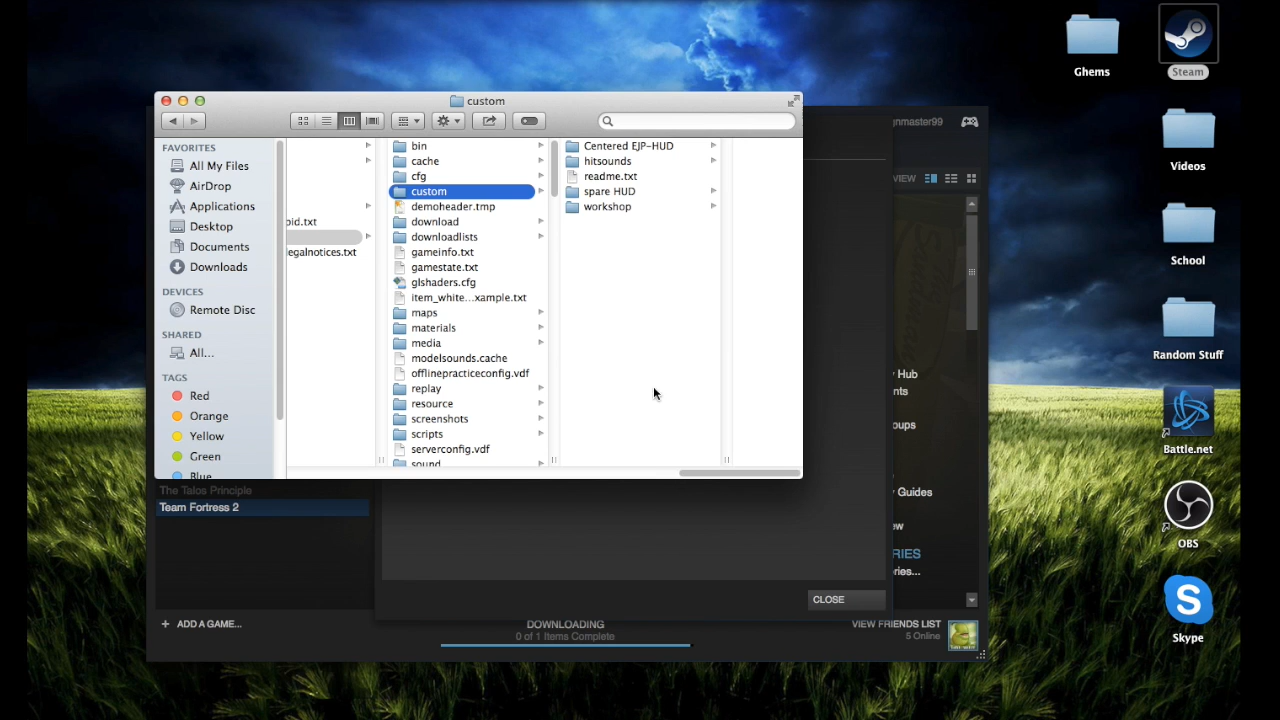 Ghems
Steam
custom
FAVORITES
All My Files
AirDrop
Applications
Desktop
Documents
Downloads
DEVICES
Remote Disc
SHARED
All...
TAGS
Red
Orange
Yellow
Green
Blue
oid.txt
egalnotices.txt
bin
cache
cfg
custom
demoheader.tmp
download
downloadlists
gameinfo.txt
gamestate.txt
glshaders.cfg
item_white...xample.txt
maps
materials
media
modelsounds.cache
offlinepracticeconfig.vdf
replay
resource
screenshots
scripts
serverconfig.vdf
sound
Centered EJP-HUD
hitsounds
readme.txt
spare HUD
workshop
gnmaster99
VIEW
y Hub
nts
oups
y Guides
ew
RIES
ries...
The Talos Principle
Team Fortress 2
CLOSE
+ ADD A GAME...
DOWNLOADING
0 of 1 Items Complete
VIEW FRIENDS LIST
5 Online
Videos
School
Random Stuff
Battle.net
OBS
Skype